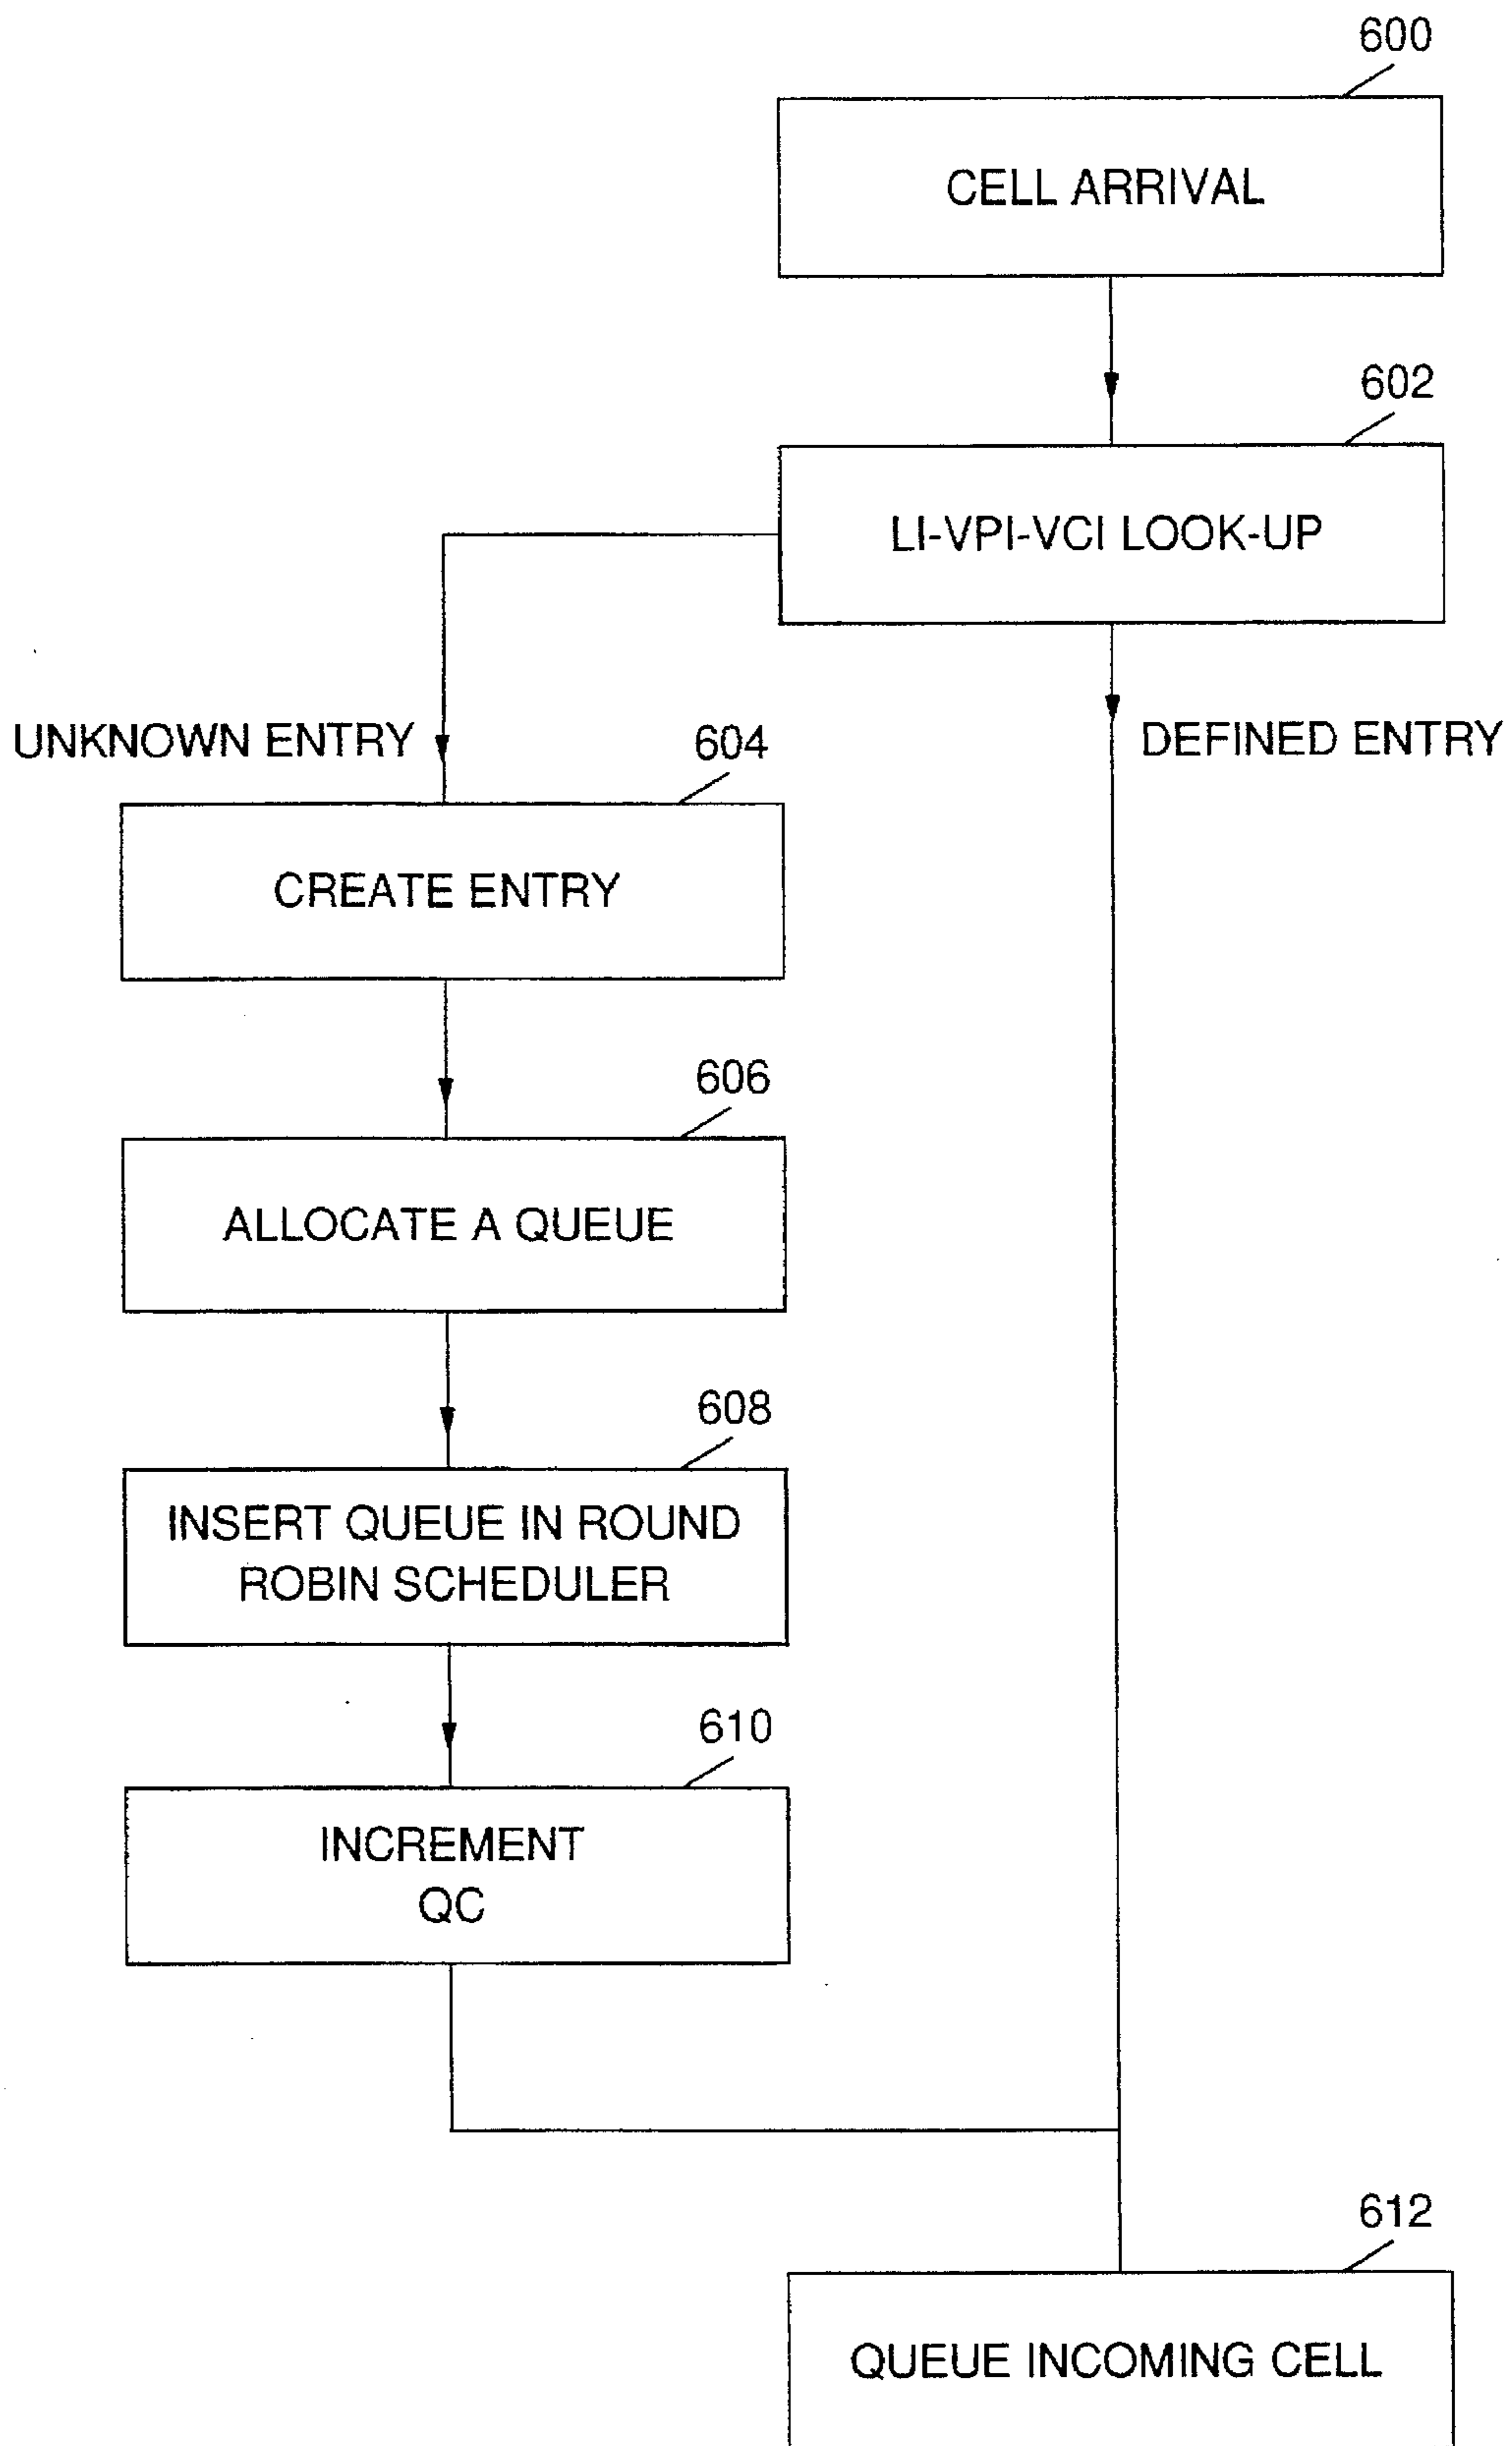 600
CELL ARRIVAL
602
LI-VPI-VCI LOOK-UP
UNKNOWN ENTRY
DEFINED ENTRY
604
CREATE ENTRY
606
ALLOCATE A QUEUE
608
INSERT QUEUE IN ROUND
ROBIN SCHEDULER
610
INCREMENT
QC
612
QUEUE INCOMING CELL